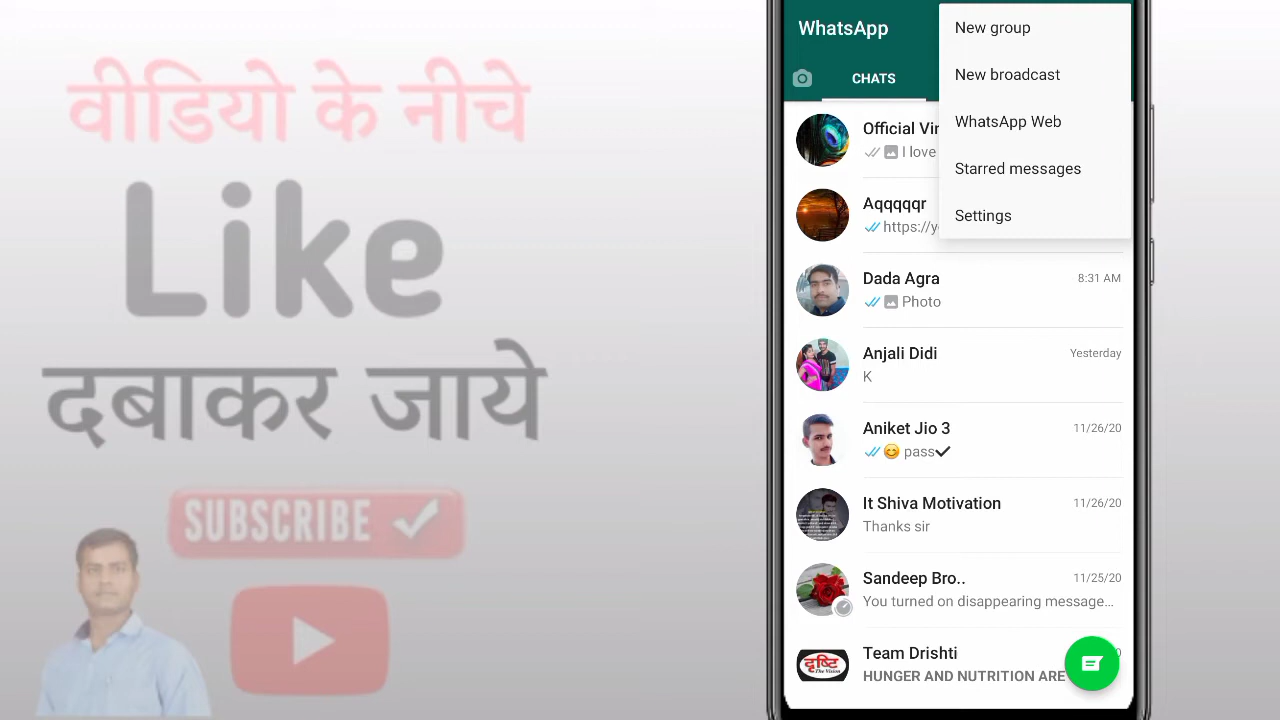 वीडियो के नीचे
Like
दबाकर जाये
SUBSCRIBE
WhatsApp
CHATS
New group
New broadcast
WhatsApp Web
Starred messages
Settings
Official Vir
I love
Aqqqqqr
https://y
Dada Agra
8:31 AM
Photo
Anjali Didi
Yesterday
K
Aniket Jio 3
11/26/20
😊 pass✔
It Shiva Motivation
11/26/20
Thanks sir
Sandeep Bro..
11/25/20
You turned on disappearing message...
Team Drishti
दृष्टि
The Vision
HUNGER AND NUTRITION ARE